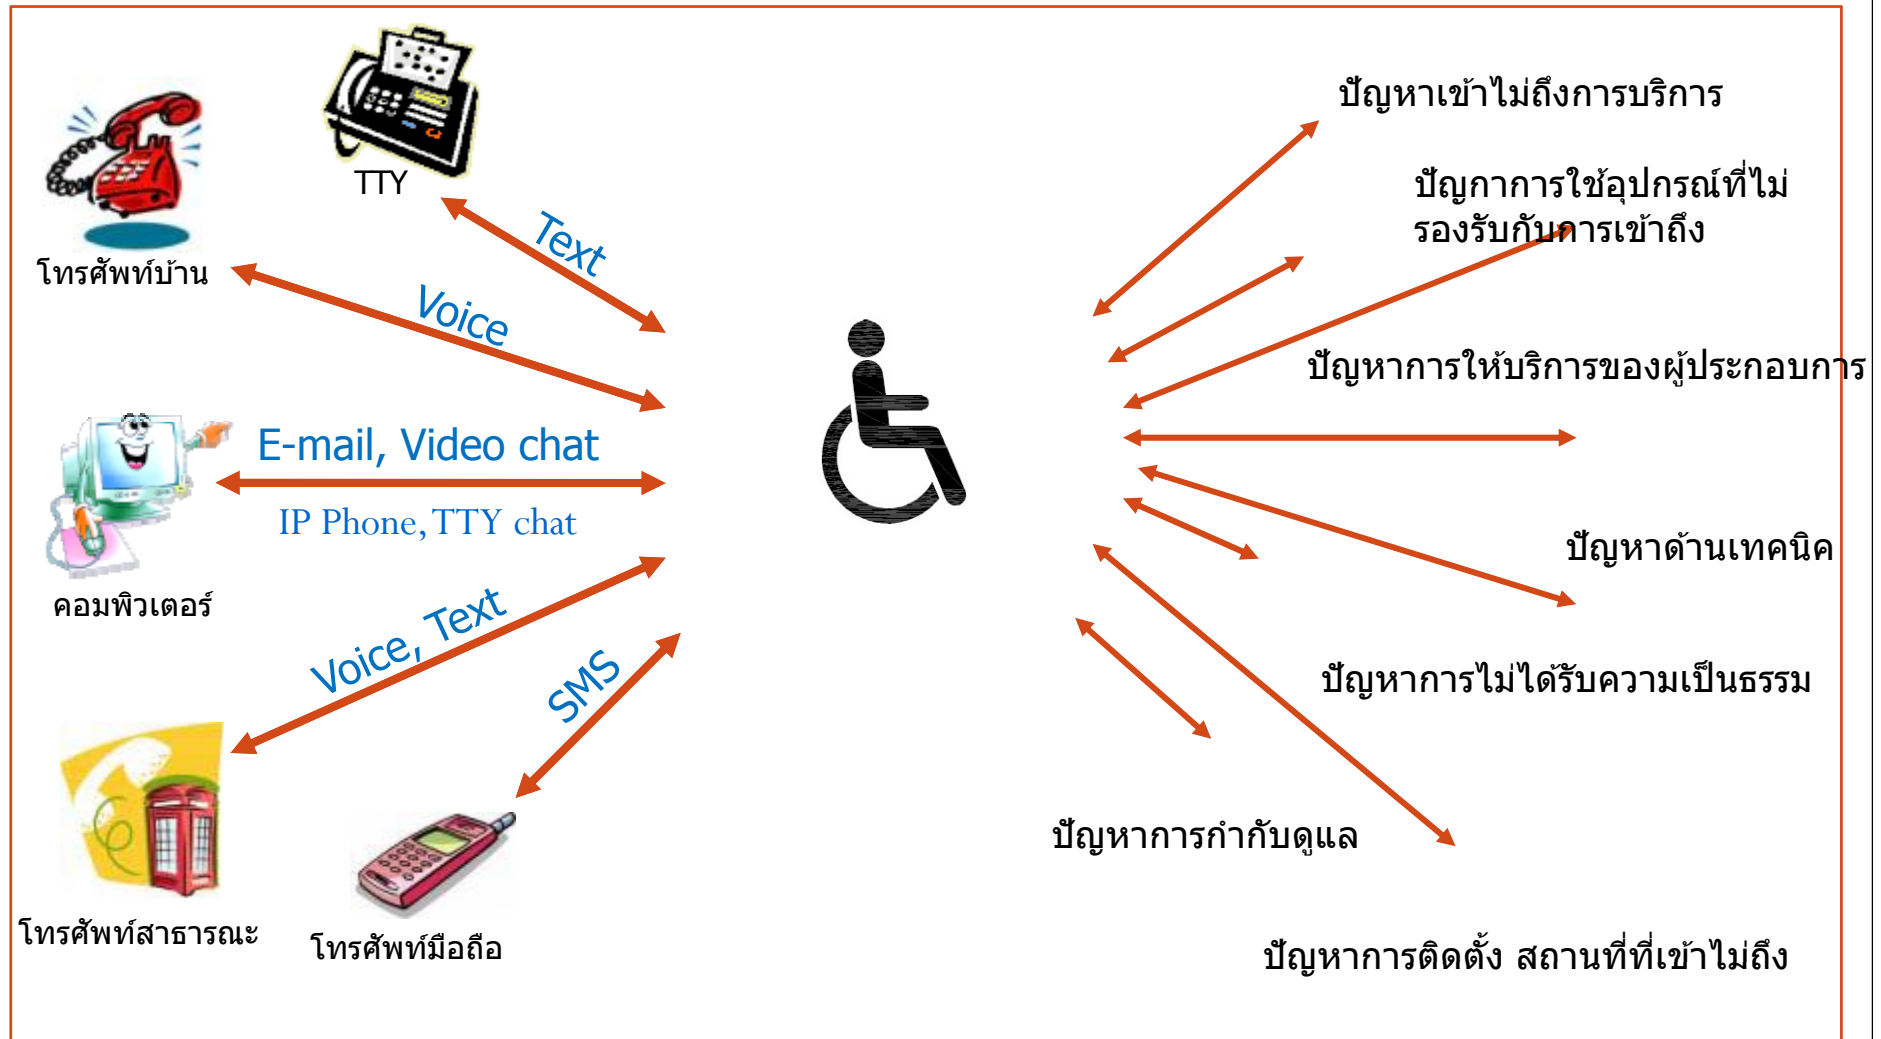 TTY
โทรศัพท์บ้าน
Text
Voice
E-mail, Video chat
IP Phone, TTY chat
คอมพิวเตอร์
Voice, Text
SMS
โทรศัพท์สาธารณะ
โทรศัพท์มือถือ
ปัญหาเข้าไม่ถึงการบริการ
ปัญกาการใช้อุปกรณ์ที่ไม่
รองรับกับการเข้าถึง
ปัญหาการให้บริการของผู้ประกอบการ
ปัญหาด้านเทคนิค
ปัญหาการไม่ได้รับความเป็นธรรม
ปัญหาการกำกับดูแล
ปัญหาการติดตั้ง สถานที่ที่เข้าไม่ถึง